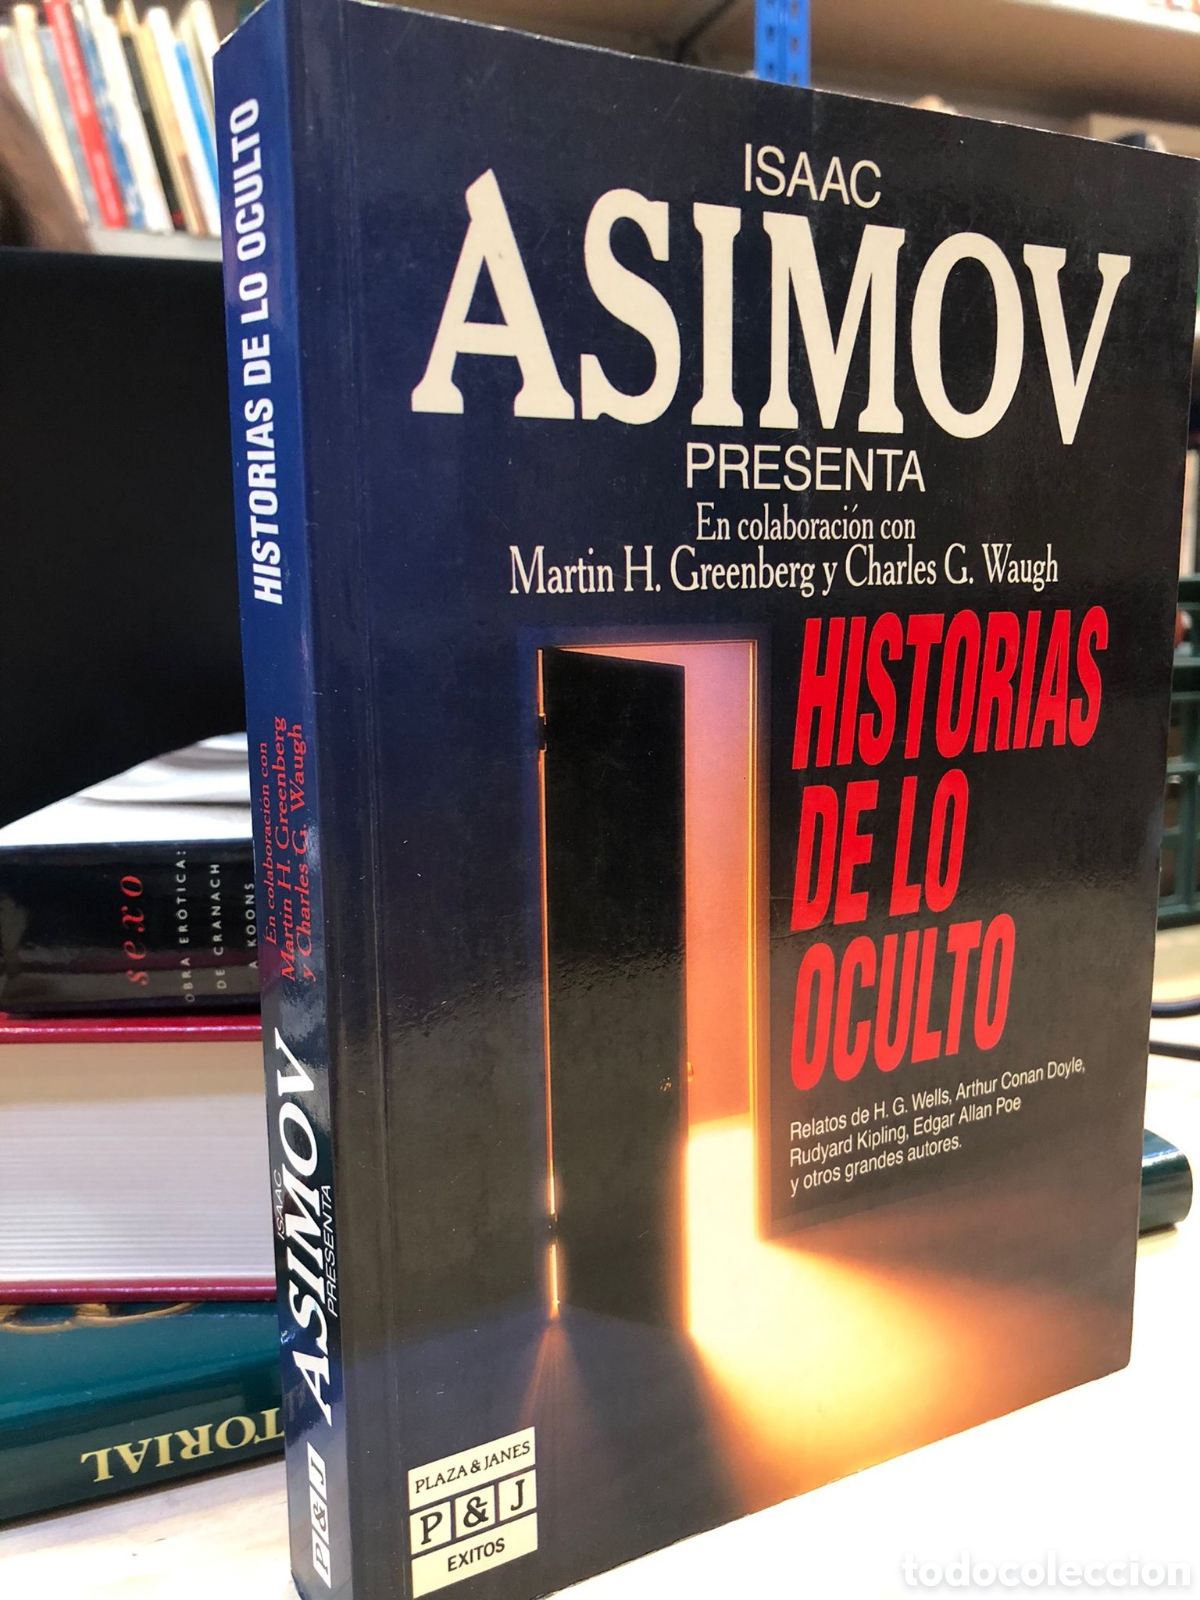 ISAAC
ASIMOV
PRESENTA
En colaboración con
Martin H. Greenberg y Charles G. Waugh
HISTORIAS
DE LO
OCULTO
Relatos de H. G. Wells, Arthur Conan Doyle,
Rudyard Kipling, Edgar Allan Poe
y otros grandes autores.
PLAZA & JANES
P & J
EXITOS
HISTORIAS DE LO OCULTO
En colaboración con
Martin H. Greenberg
y Charles G. Waugh
ISAAC
ASIMOV
PRESENTA
P & J
sexo
OBRA ERÒTICA:
DE CRANACH
A KOONS
TORIAL
todocoleccion